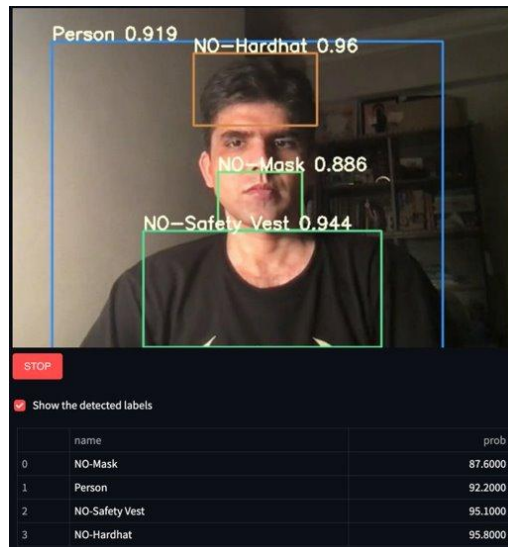 Person 0.919
NO-Hardhat 0.96
NO-Mask 0.886
NO-Safety Vest 0.944
STOP
Show the detected labels
name prob
0 NO-Mask 87.6000
1 Person 92.2000
2 NO-Safety Vest 95.1000
3 NO-Hardhat 95.8000